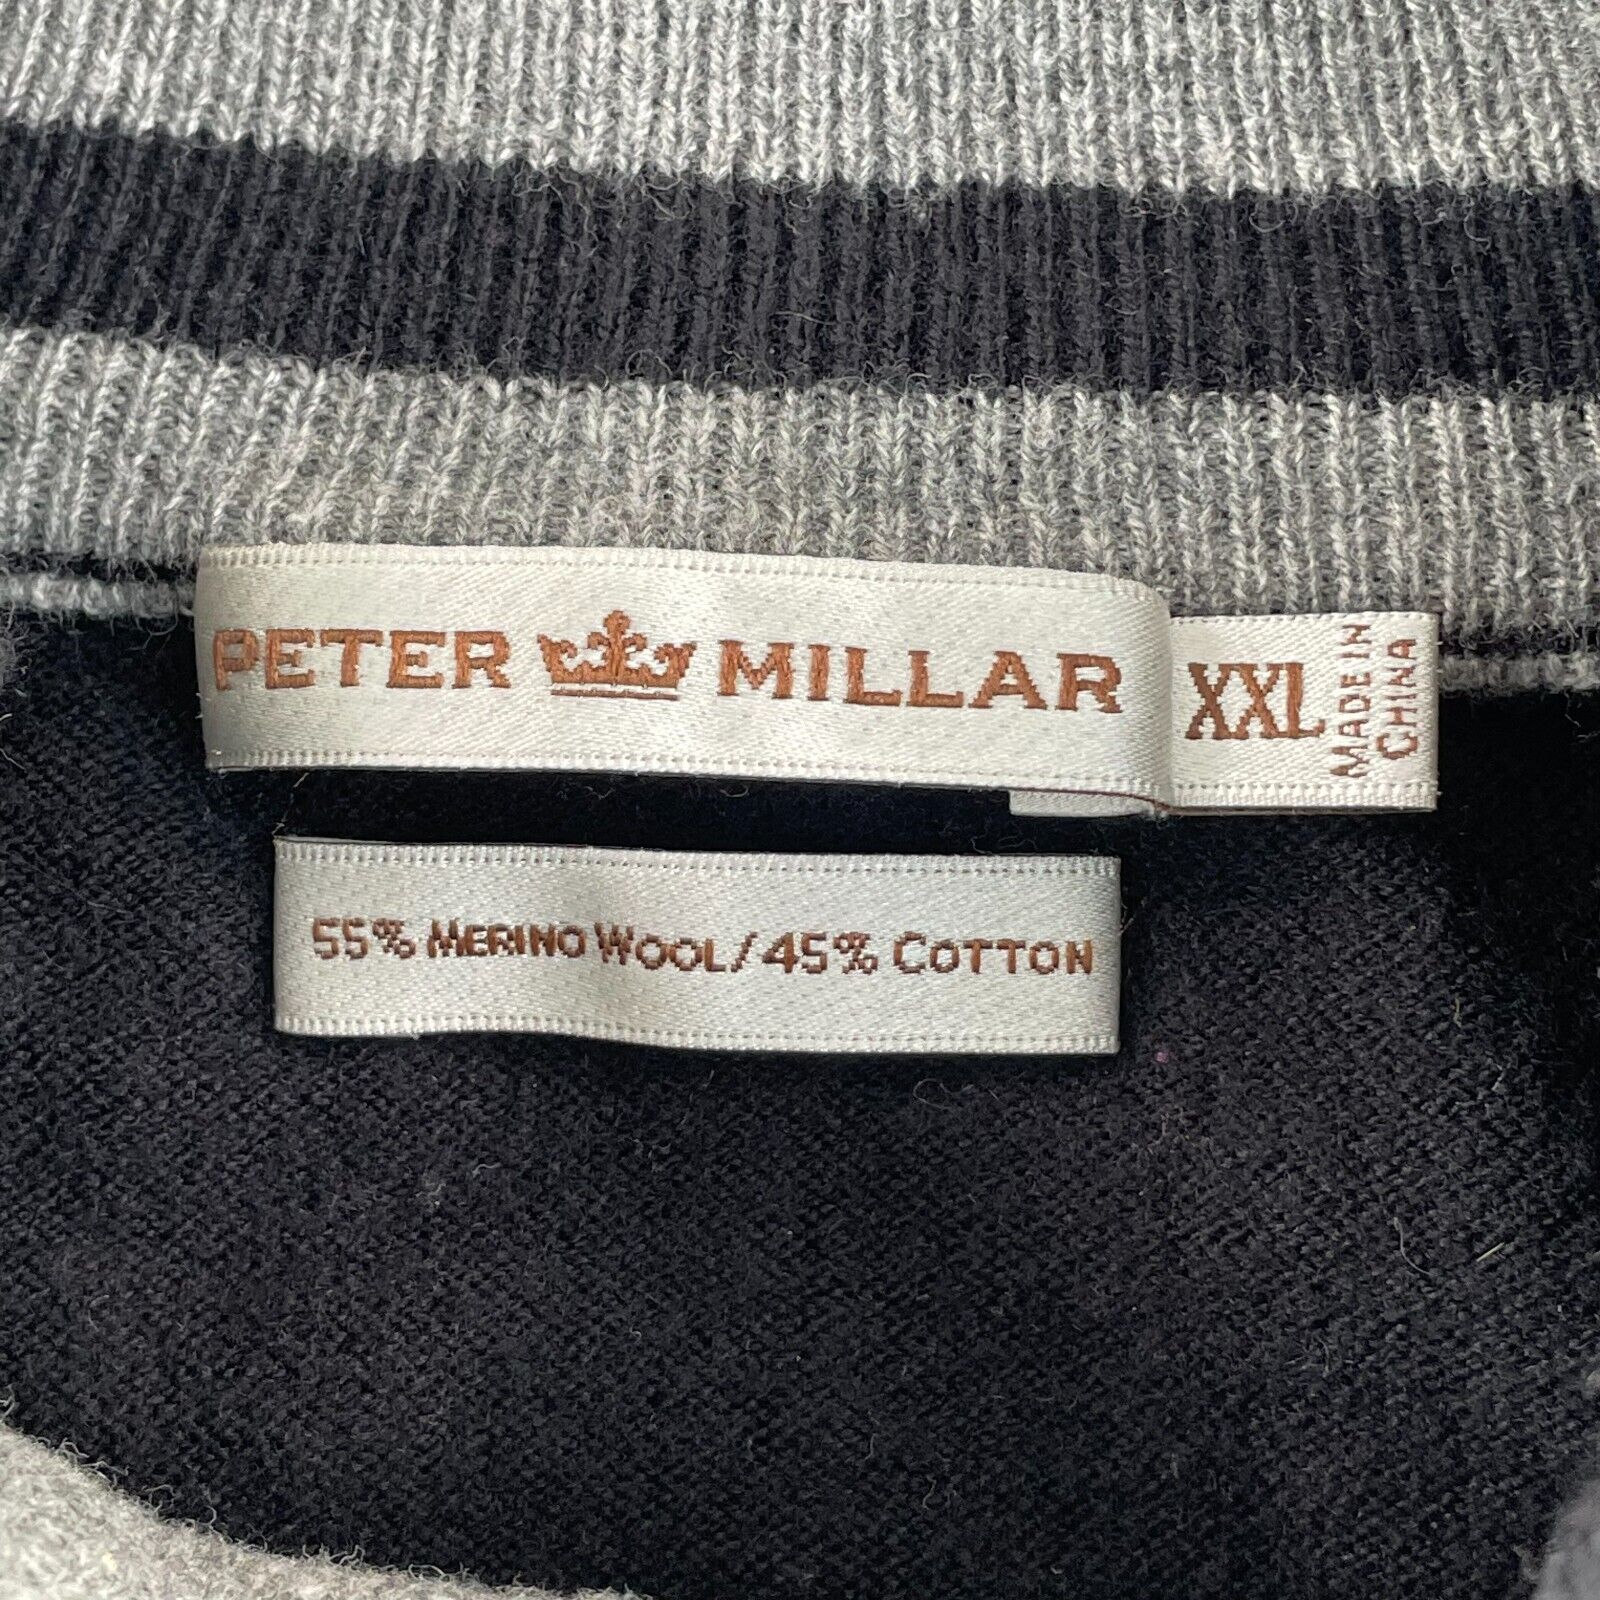 PETER MILLAR
XXL
MADE IN
CHINA
55% MERINO WOOL/45% COTTON